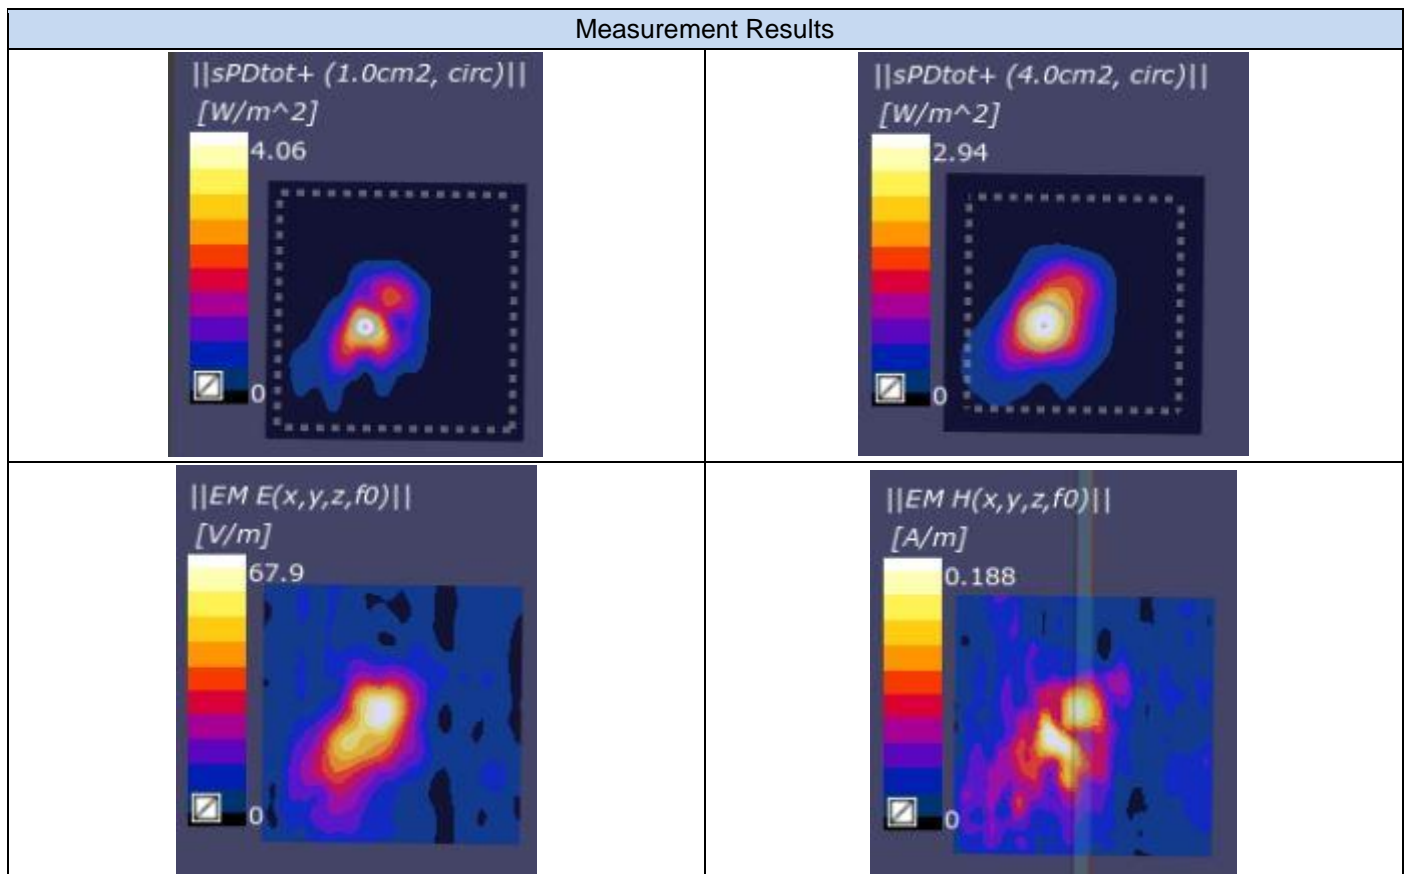 Measurement Results
||sPDtot+ (1.0cm2, circ)||
[W/m^2]
4.06
0
||sPDtot+ (4.0cm2, circ)||
[W/m^2]
2.94
0
||EM E(x,y,z,f0)||
[V/m]
67.9
0
||EM H(x,y,z,f0)||
[A/m]
0.188
0